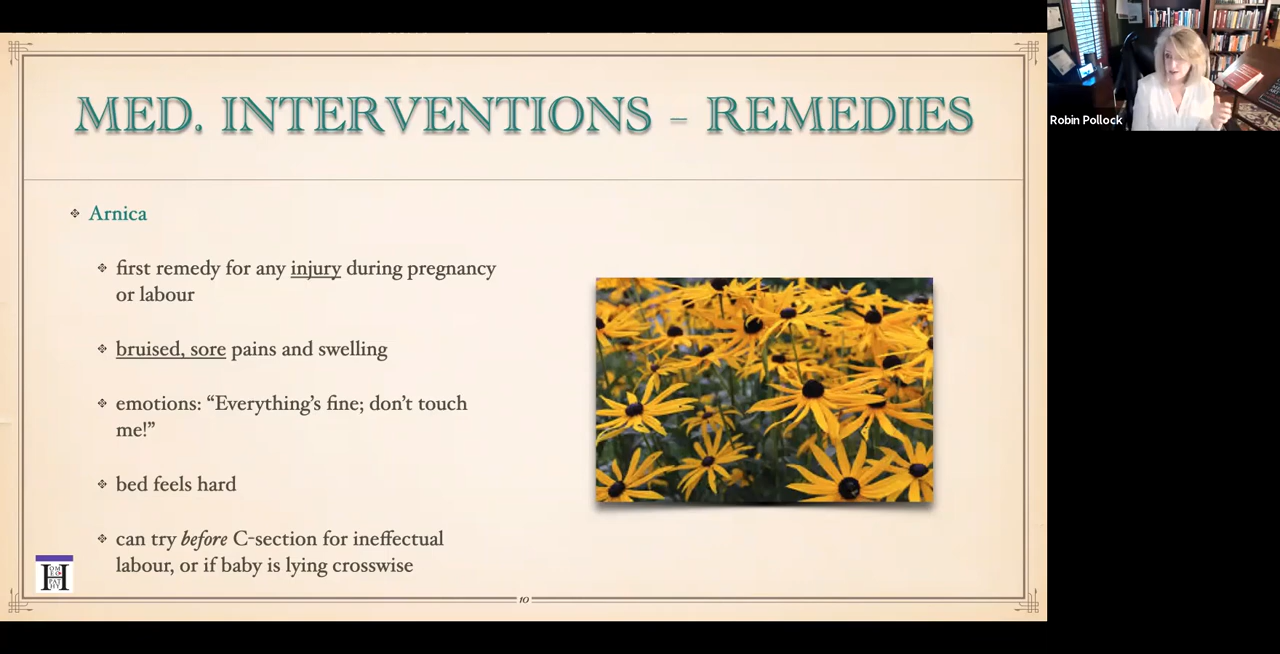 MED. INTERVENTIONS – REMEDIES
Arnica
first remedy for any injury during pregnancy
or labour
bruised, sore pains and swelling
emotions: “Everything’s fine; don’t touch
me!”
bed feels hard
can try before C-section for ineffectual
labour, or if baby is lying crosswise
10
Robin Pollock